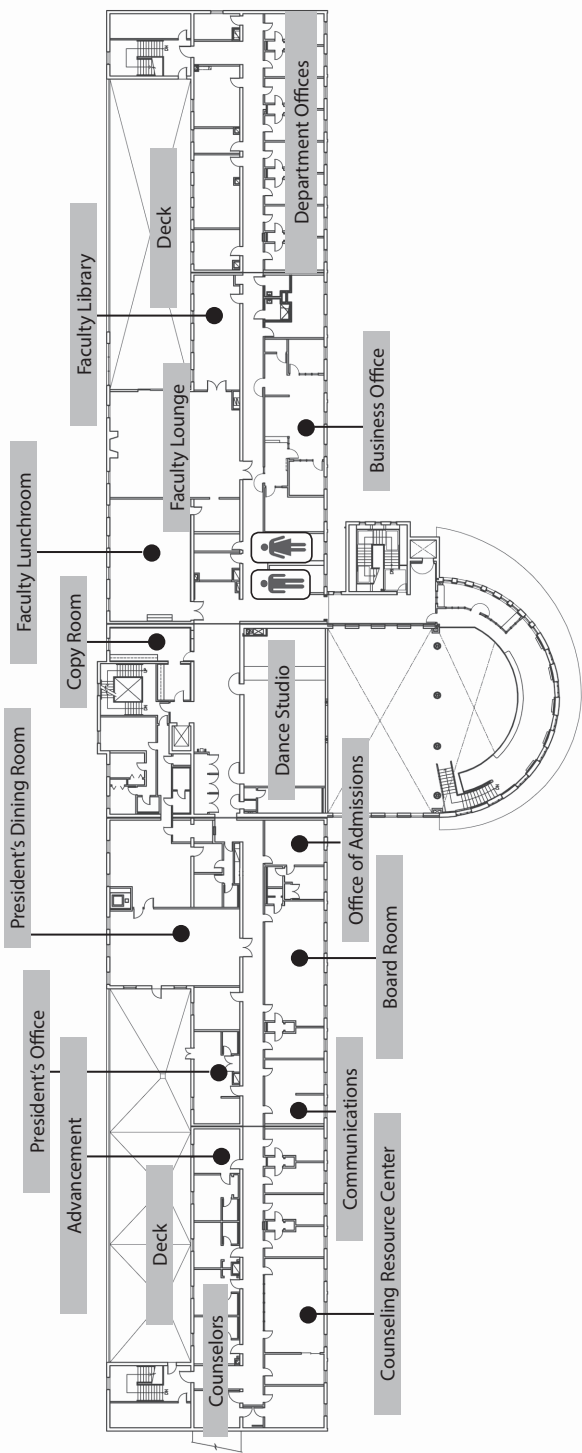 President's Dining Room
Faculty Lunchroom
President's Office
Advancement
Copy Room
Faculty Library
Deck
Deck
Faculty Lounge
Counselors
Dance Studio
Department Offices
Communications
Office of Admissions
Counseling Resource Center
Board Room
Business Office